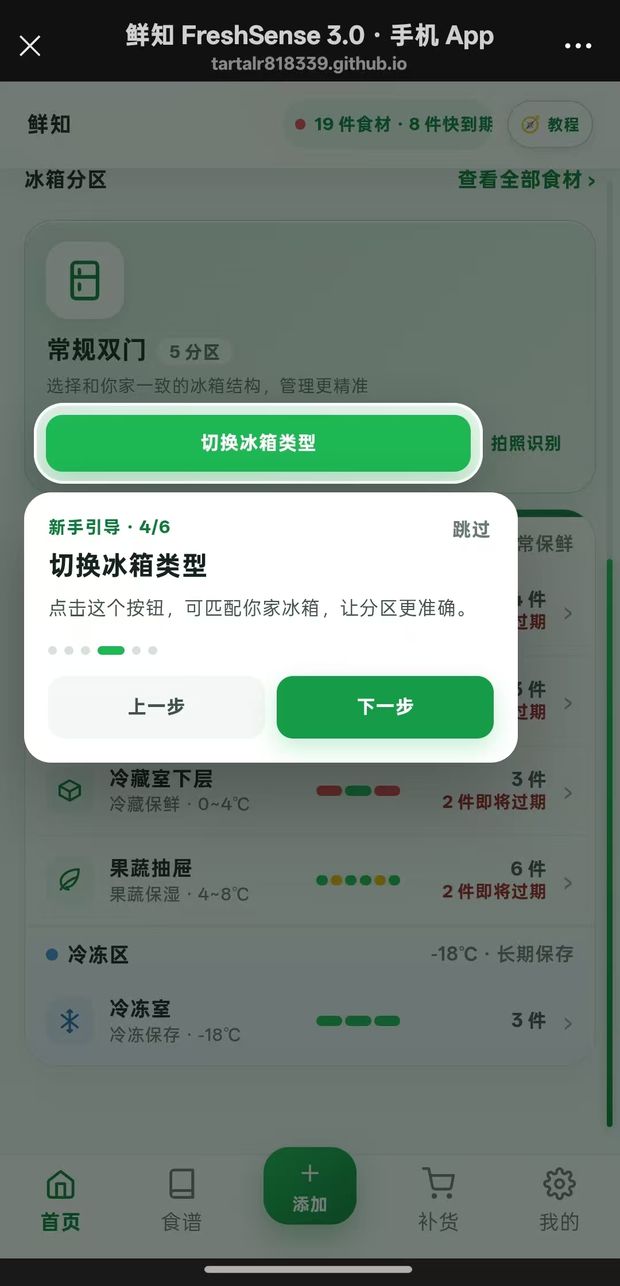 鲜知 FreshSense 3.0 · 手机 App
tartalr818339.github.io
鲜知
19 件食材 · 8 件快到期
教程
冰箱分区
查看全部食材 ›
常规双门
5 分区
选择和你家一致的冰箱结构，管理更精准
切换冰箱类型
拍照识别
新手引导 · 4/6
跳过
切换冰箱类型
点击这个按钮，可匹配你家冰箱，让分区更准确。
上一步
下一步
常保鲜
件
过期
件
过期
冷藏室下层
冷藏保鲜 · 0~4℃
3 件
2 件即将过期
果蔬抽屉
果蔬保湿 · 4~8℃
6 件
2 件即将过期
冷冻区
-18℃ · 长期保存
冷冻室
冷冻保存 · -18℃
3 件
首页
食谱
添加
补货
我的